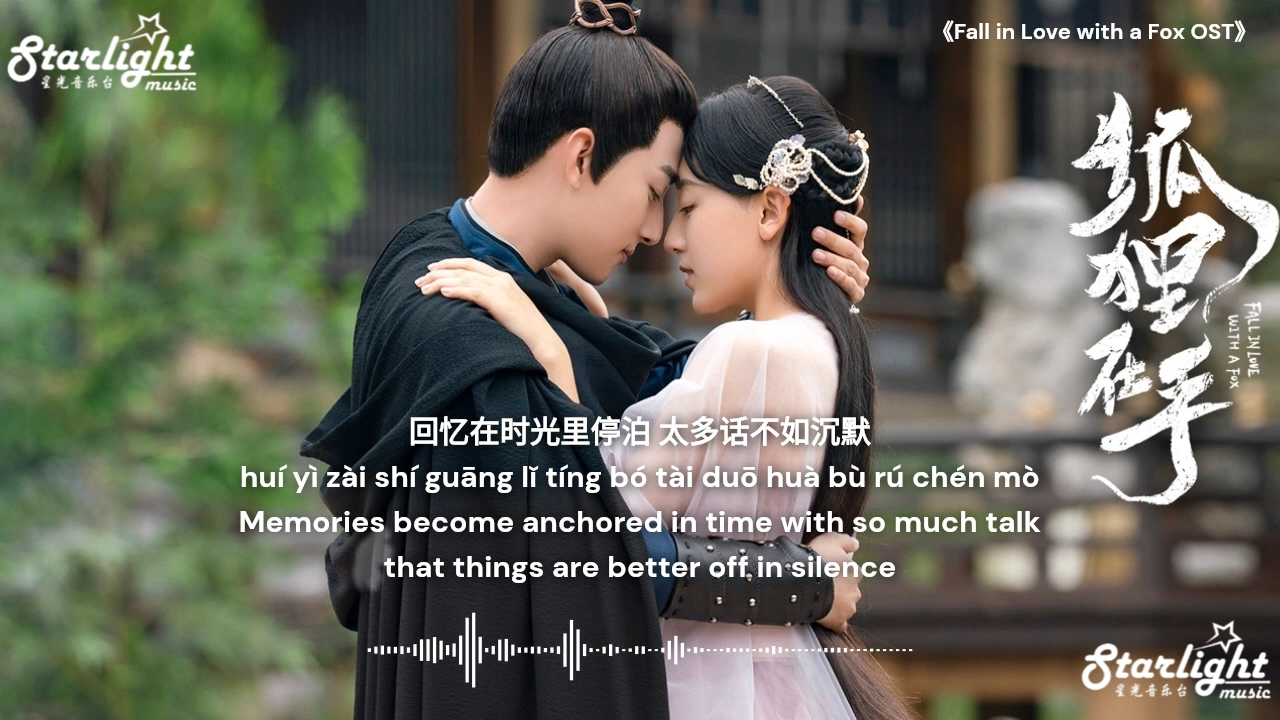 Starlight
星光音乐台 music
《Fall in Love with a Fox OST》
狐狸在手
FALL IN LOVE
WITH A FOX
回忆在时光里停泊 太多话不如沉默
huí yì zài shí guāng lǐ tíng bó tài duō huà bù rú chén mò
Memories become anchored in time with so much talk
that things are better off in silence
Starlight
星光音乐台 music